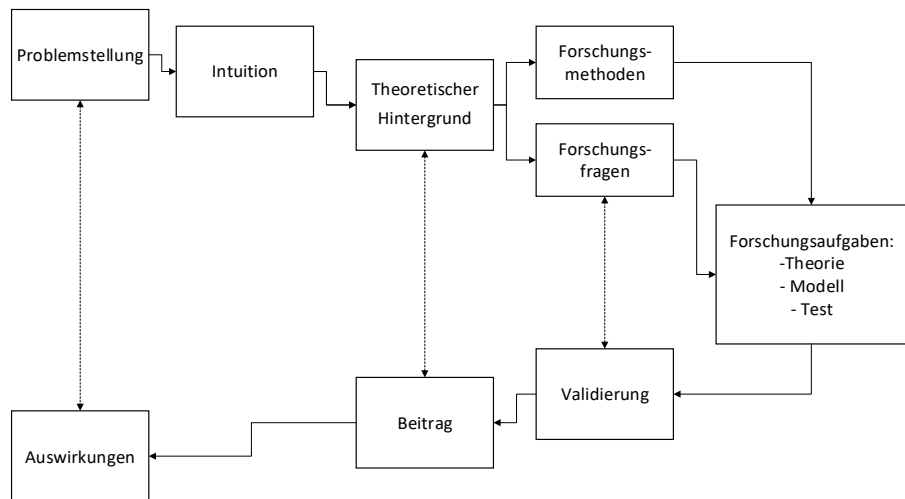 Problemstellung
Intuition
Theoretischer
Hintergrund
Forschungs-
methoden
Forschungs-
fragen
Forschungsaufgaben:
-Theorie
- Modell
- Test
Validierung
Beitrag
Auswirkungen